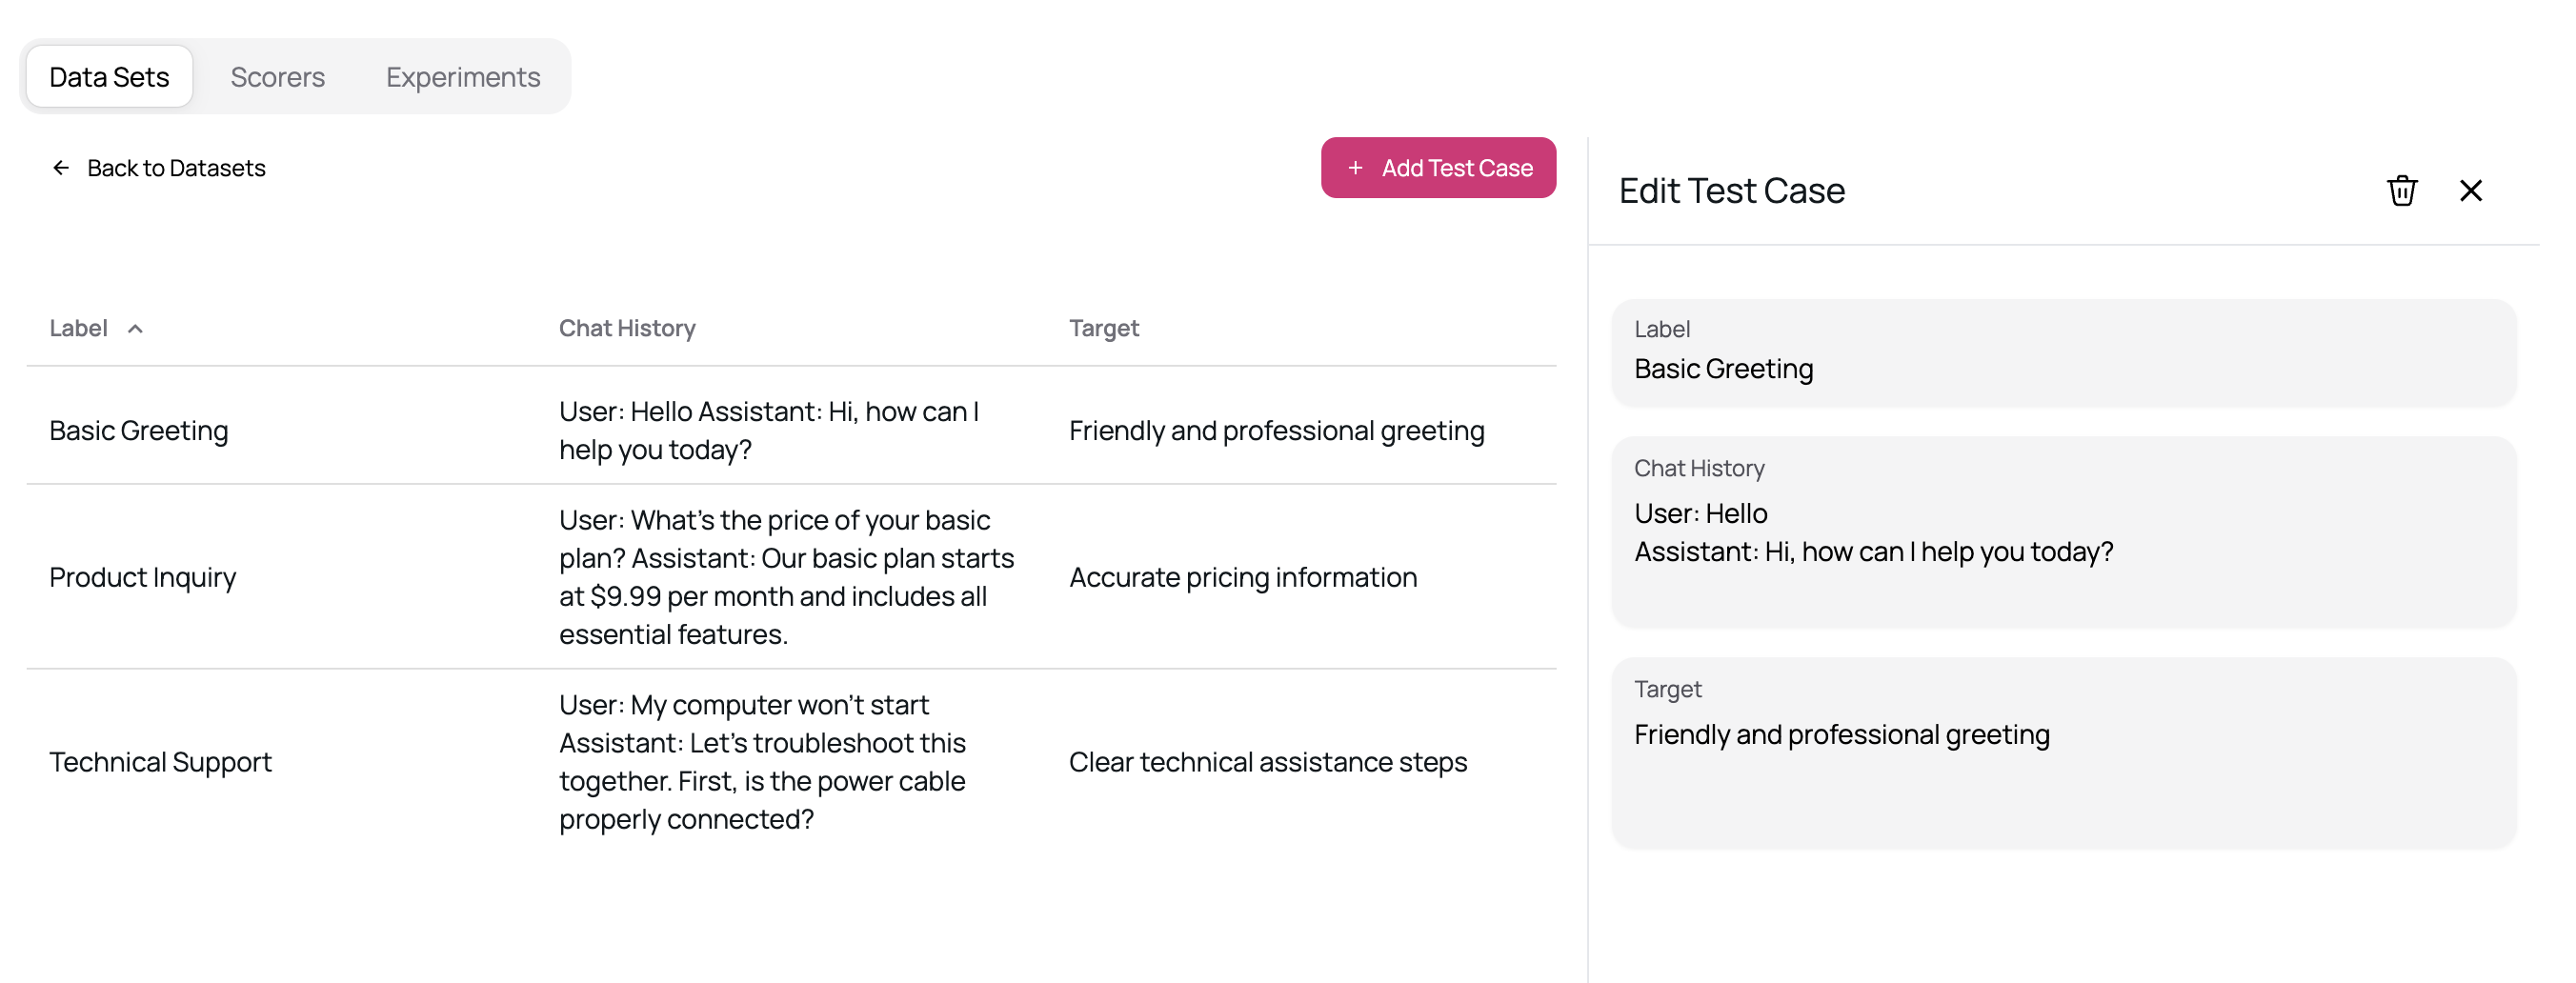 Data Sets
Scorers
Experiments
Back to Datasets
+ Add Test Case
Label
Chat History
Target
Basic Greeting
User: Hello Assistant: Hi, how can I
help you today?
Friendly and professional greeting
Product Inquiry
User: What's the price of your basic
plan? Assistant: Our basic plan starts
at $9.99 per month and includes all
essential features.
Accurate pricing information
Technical Support
User: My computer won't start
Assistant: Let's troubleshoot this
together. First, is the power cable
properly connected?
Clear technical assistance steps
Edit Test Case
Label
Basic Greeting
Chat History
User: Hello
Assistant: Hi, how can I help you today?
Target
Friendly and professional greeting